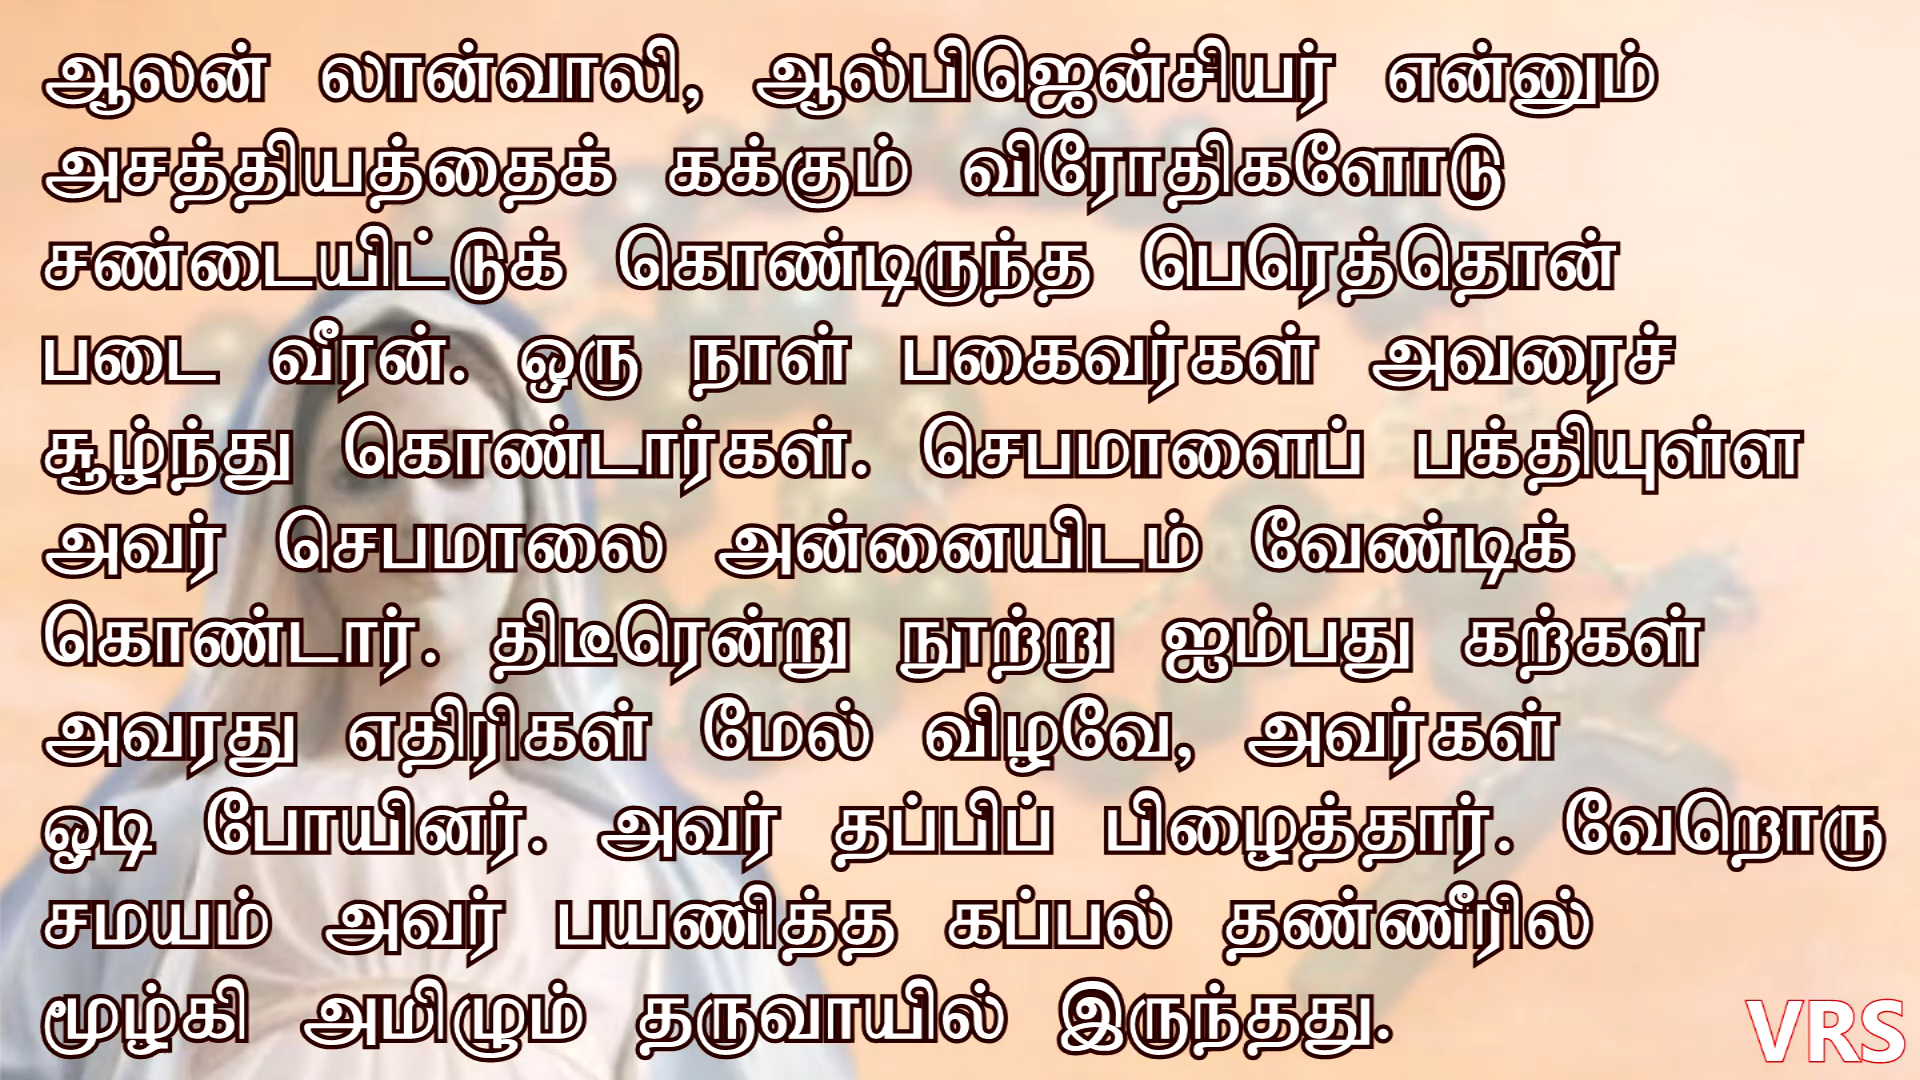 ஆலன் லான்வாலி, ஆல்பிஜென்சியர் என்னும்
அசத்தியத்தைக் கக்கும் விரோதிகளோடு
சண்டையிட்டுக் கொண்டிருந்த பெரெத்தொன்
படை வீரன். ஒரு நாள் பகைவர்கள் அவரைச்
சூழ்ந்து கொண்டார்கள். செபமாளைப் பக்தியுள்ள
அவர் செபமாலை அன்னையிடம் வேண்டிக்
கொண்டார். திடீரென்று நூற்று ஐம்பது கற்கள்
அவரது எதிரிகள் மேல் விழவே, அவர்கள்
ஓடி போயினர். அவர் தப்பிப் பிழைத்தார். வேறொரு
சமயம் அவர் பயணித்த கப்பல் தண்ணீரில்
மூழ்கி அமிழும் தருவாயில் இருந்தது.
VRS